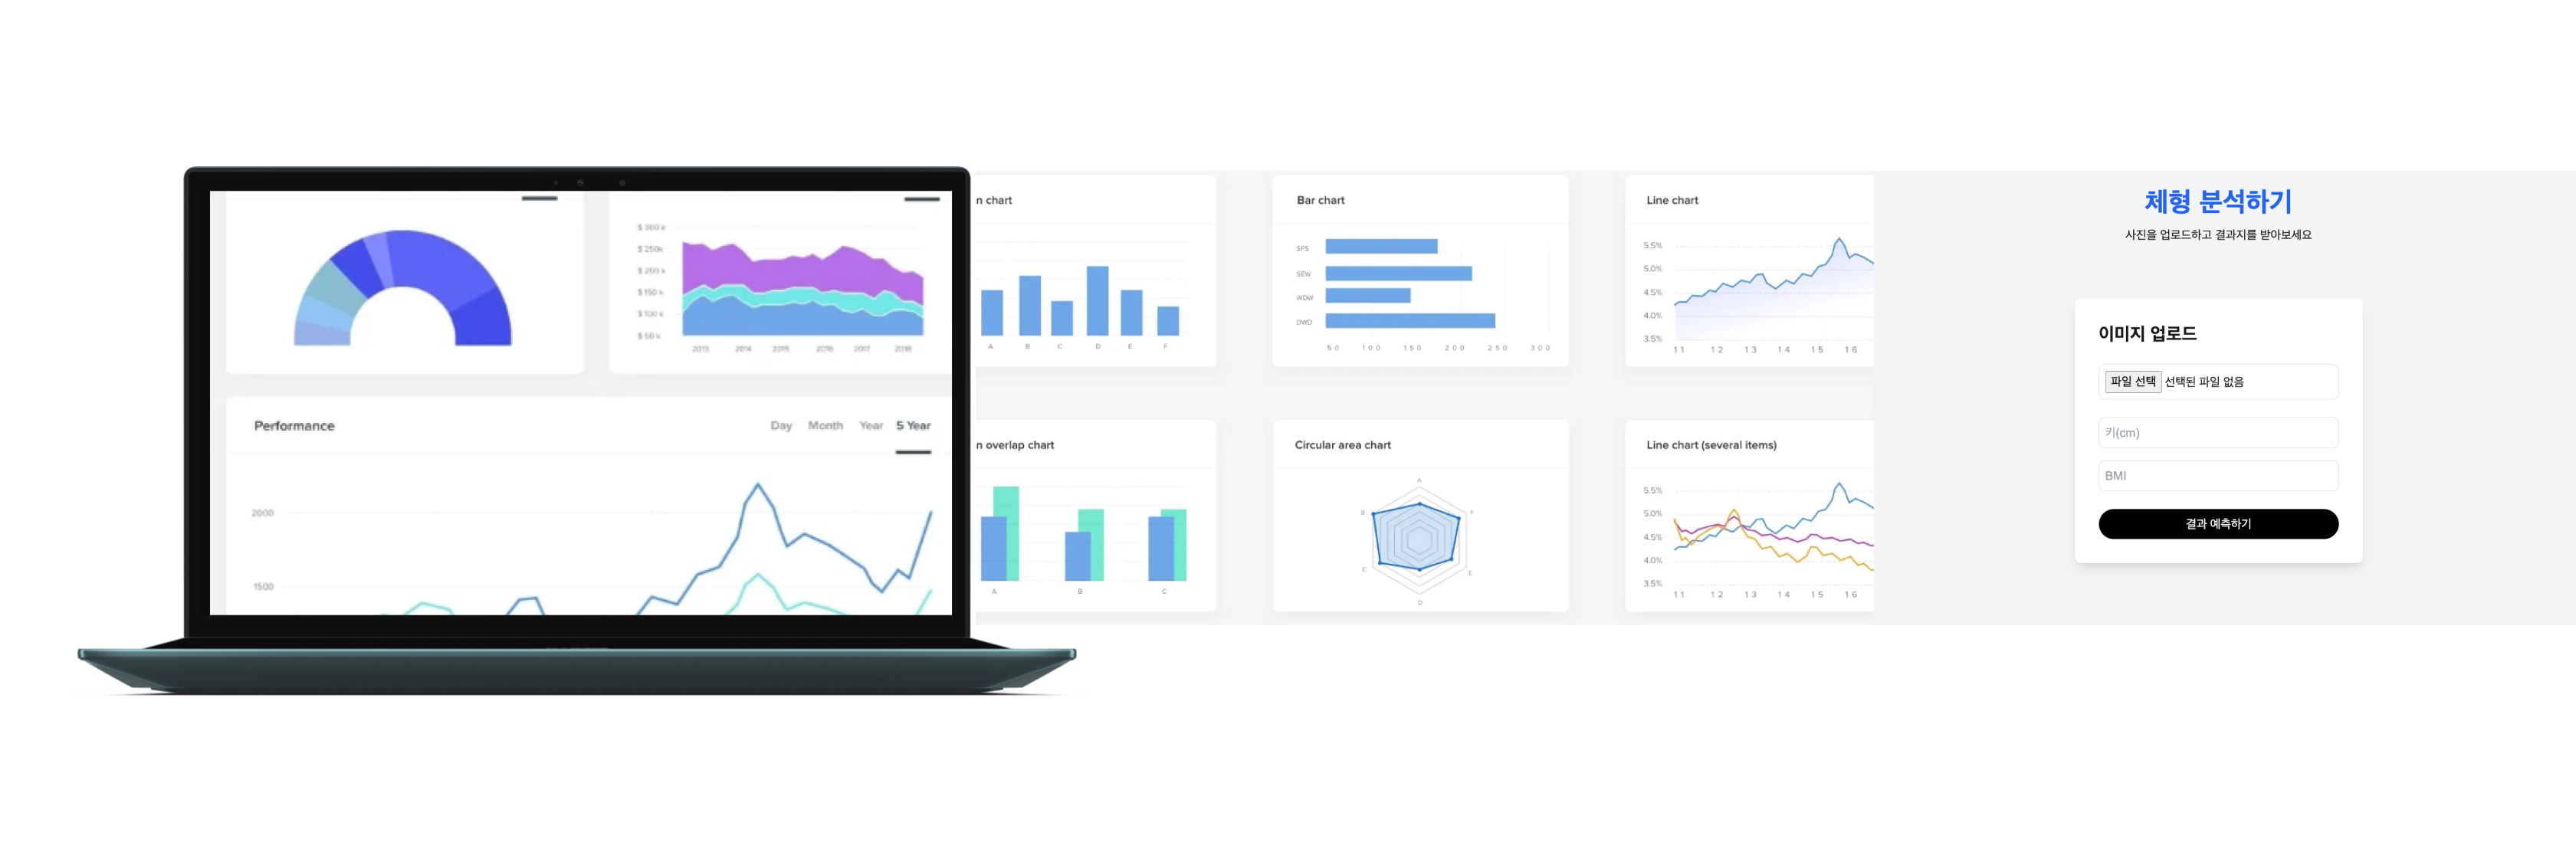 $ 300 k
$ 250k
$ 200 k
$ 150 k
$ 100 k
$ 50 k
2013 2014 2015 2016 2017 2018
Performance
Day Month Year 5 Year
2000
1500
n chart
A B C D E F
Bar chart
SFS
SEW
WDW
DWD
50 100 150 200 250 300
Line chart
5.5%
5.0%
4.5%
4.0%
3.5%
11 12 13 14 15 16
n overlap chart
A B C
Circular area chart
A
B F
C E
D
Line chart (several items)
5.5%
5.0%
4.5%
4.0%
3.5%
11 12 13 14 15 16
체형 분석하기
사진을 업로드하고 결과지를 받아보세요
이미지 업로드
파일 선택 선택된 파일 없음
키(cm)
BMI
결과 예측하기